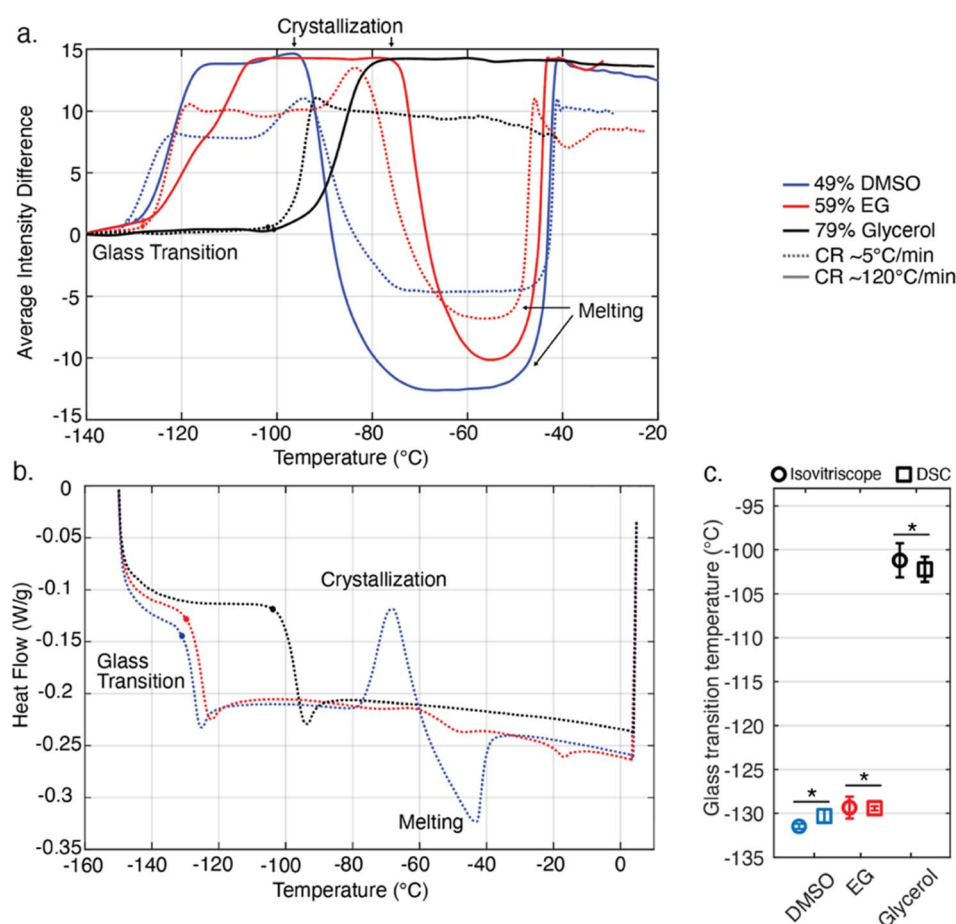 a.
Crystallization
15
10
5
0
-5
-10
-15
Average Intensity Difference
Glass Transition
Melting
-140 -120 -100 -80 -60 -40 -20
Temperature (°C)
49% DMSO
59% EG
79% Glycerol
CR ~5°C/min
CR ~120°C/min
b.
0
-0.05
-0.1
-0.15
-0.2
-0.25
-0.3
-0.35
Heat Flow (W/g)
Crystallization
Glass
Transition
Melting
-140 -120 -100 -80 -60 -40 -20 0
Temperature (°C)
c.
Isovitriscope DSC
-95
-100
-105
-110
-115
-120
-125
-130
-135
Glass transition temperature (°C)
*
*
*
DMSO
EG
Glycerol